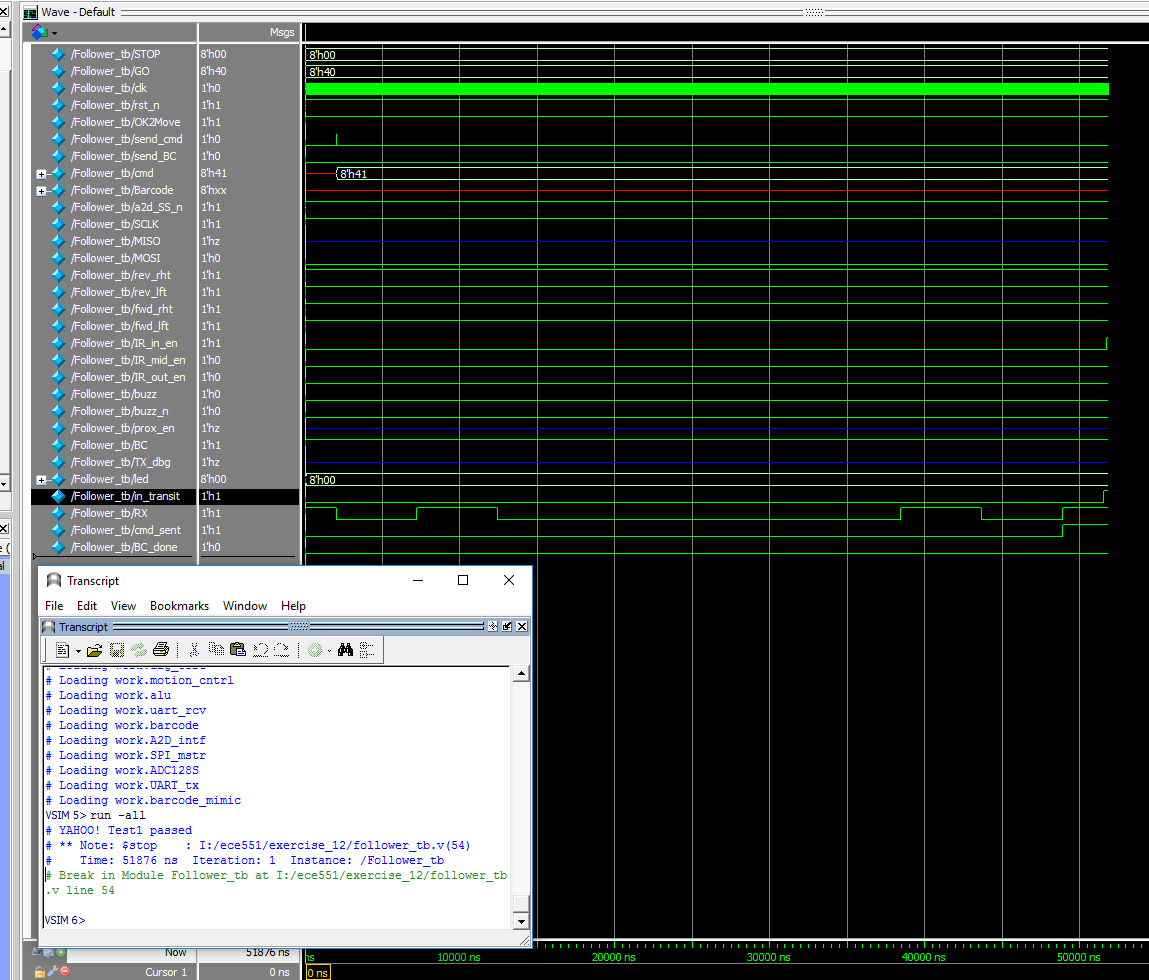 Wave - Default
Msgs
/Follower_tb/STOP 8'h00 8'h00
/Follower_tb/GO 8'h40 8'h40
/Follower_tb/clk 1'h0
/Follower_tb/rst_n 1'h1
/Follower_tb/OK2Move 1'h1
/Follower_tb/send_cmd 1'h0
/Follower_tb/send_BC 1'h0
/Follower_tb/cmd 8'h41 8'h41
/Follower_tb/Barcode 8'hxx
/Follower_tb/a2d_SS_n 1'h1
/Follower_tb/SCLK 1'h1
/Follower_tb/MISO 1'hz
/Follower_tb/MOSI 1'h0
/Follower_tb/rev_rht 1'h1
/Follower_tb/rev_lft 1'h1
/Follower_tb/fwd_rht 1'h1
/Follower_tb/fwd_lft 1'h1
/Follower_tb/IR_in_en 1'h1
/Follower_tb/IR_mid_en 1'h0
/Follower_tb/IR_out_en 1'h0
/Follower_tb/buzz 1'h0
/Follower_tb/buzz_n 1'h0
/Follower_tb/prox_en 1'hz
/Follower_tb/BC 1'h1
/Follower_tb/TX_dbg 1'hz
/Follower_tb/led 8'h00 8'h00
/Follower_tb/in_transit 1'h1
/Follower_tb/RX 1'h1
/Follower_tb/cmd_sent 1'h1
/Follower_tb/BC_done 1'h0
Transcript
File Edit View Bookmarks Window Help
Transcript
# Loading work.motion_cntrl
# Loading work.alu
# Loading work.uart_rcv
# Loading work.barcode
# Loading work.A2D_intf
# Loading work.SPI_mstr
# Loading work.ADC128S
# Loading work.UART_tx
# Loading work.barcode_mimic
VSIM 5> run -all
# YAHOO! Test1 passed
# ** Note: $stop : I:/ece551/exercise_12/follower_tb.v(54)
# Time: 51876 ns Iteration: 1 Instance: /Follower_tb
# Break in Module Follower_tb at I:/ece551/exercise_12/follower_tb
.v line 54
VSIM 6>
Now 51876 ns ns 10000 ns 20000 ns 30000 ns 40000 ns 50000 ns
Cursor 1 0 ns 0 ns